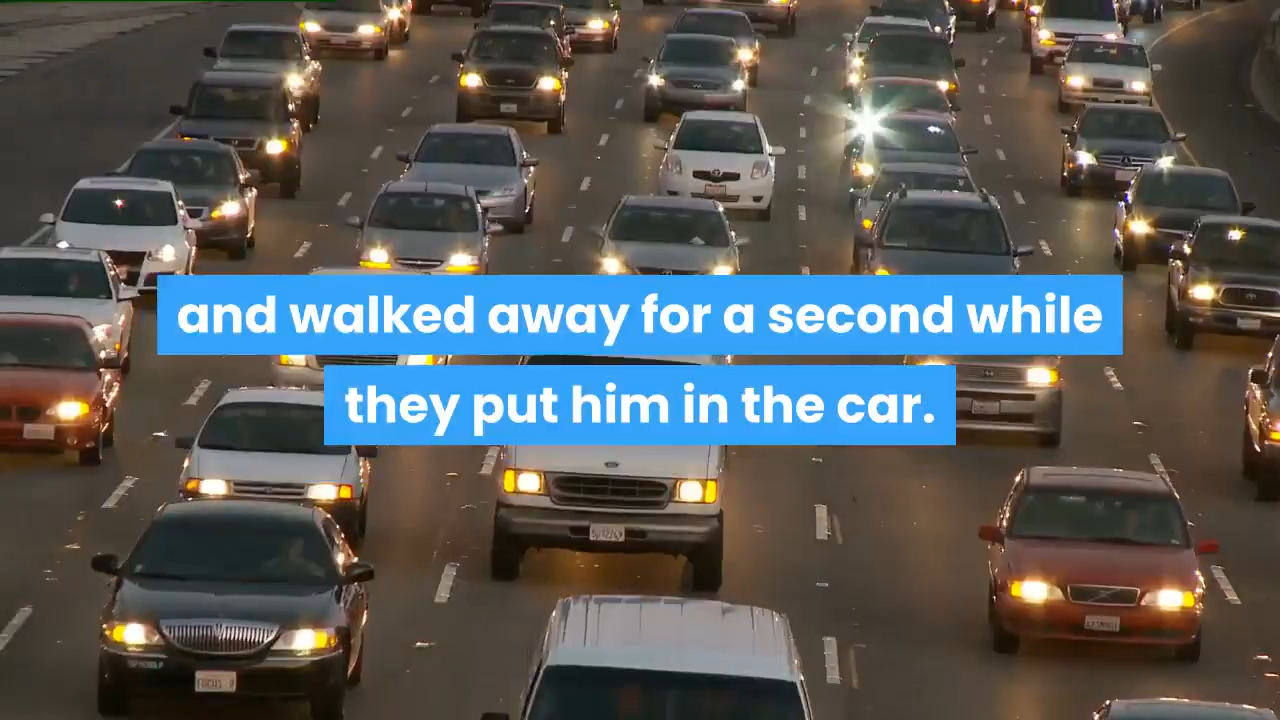 and walked away for a second while
they put him in the car.